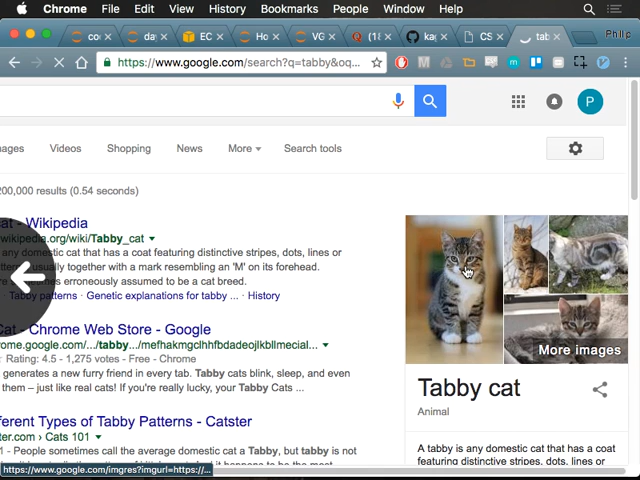 Chrome File Edit View History Bookmarks People Window Help
co day EC Ho VG (18 kag CS tab Philip
https://www.google.com/search?q=tabby&oq...
ages Videos Shopping News More Search tools
200,000 results (0.54 seconds)
at - Wikipedia
wikipedia.org/wiki/Tabby_cat
any domestic cat that has a coat featuring distinctive stripes, dots, lines or
usually together with a mark resembling an 'M' on its forehead.
erroneously assumed to be a cat breed.
Tabby patterns · Genetic explanations for tabby ... · History
Cat - Chrome Web Store - Google
rome.google.com/.../tabby.../mefhakmgclhhfbdadeojlkbllmecial...
Rating: 4.5 - 1,275 votes - Free - Chrome
generates a new furry friend in every tab. Tabby cats blink, sleep, and even
them – just like real cats! If you're really lucky, your Tabby Cats ...
fferent Types of Tabby Patterns - Catster
ter.com › Cats 101
1 - People sometimes call the average domestic cat a Tabby, but tabby is not
https://www.google.com/imgres?imgurl=https://...
More images
Tabby cat
Animal
A tabby is any domestic cat that has a coat
featuring distinctive stripes, dots, lines or
P